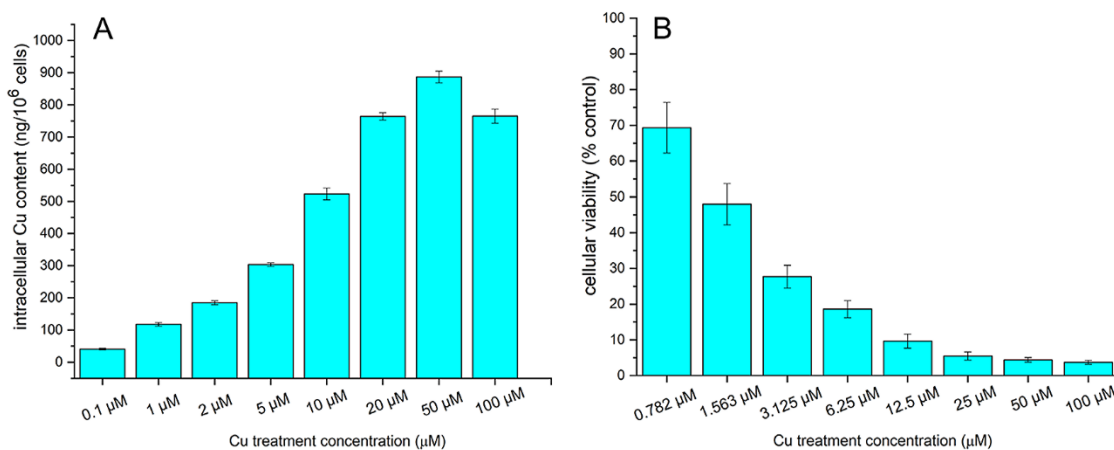 A
intracellular Cu content (ng/10⁶ cells)
1000
900
800
700
600
500
400
300
200
100
0
0.1 µM
1 µM
2 µM
5 µM
10 µM
20 µM
50 µM
100 µM
Cu treatment concentration (µM)
B
cellular viability (% control)
100
90
80
70
60
50
40
30
20
10
0
0.782 µM
1.563 µM
3.125 µM
6.25 µM
12.5 µM
25 µM
50 µM
100 µM
Cu treatment concentration (µM)